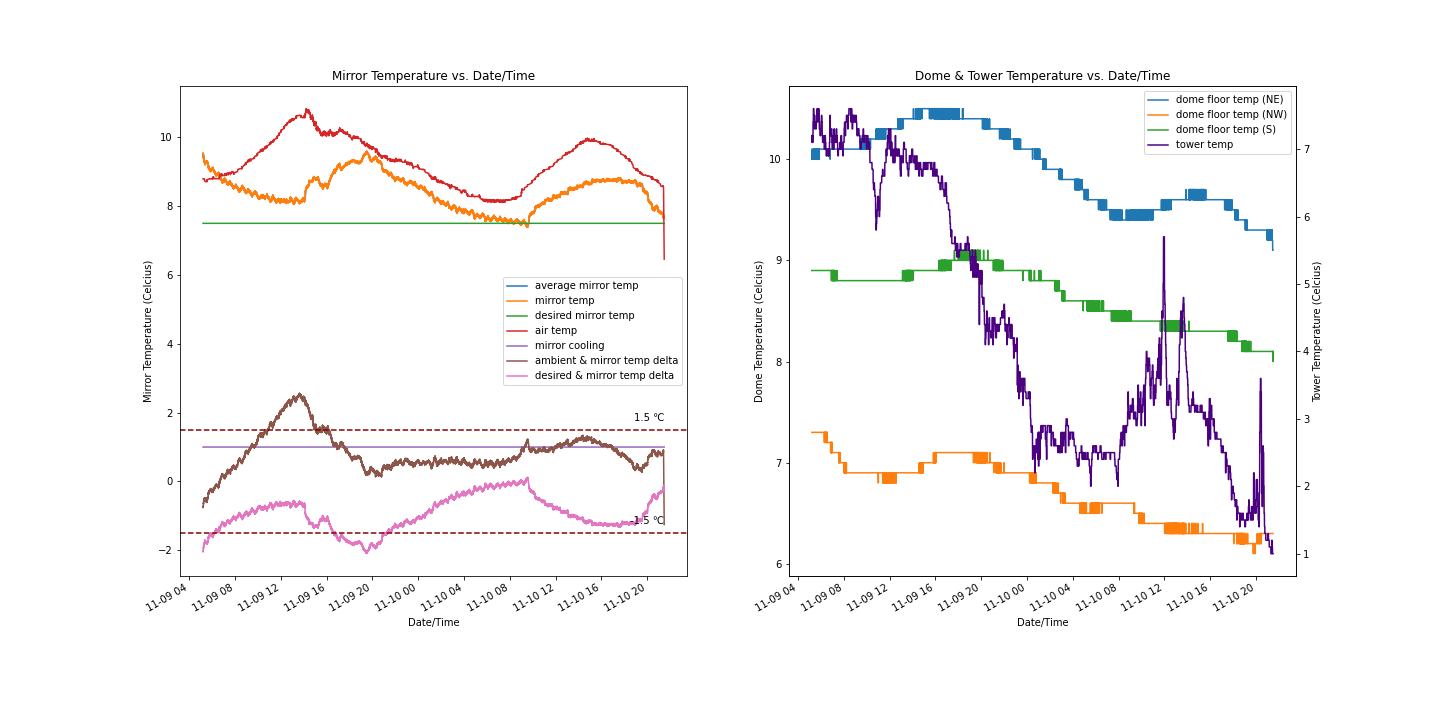 Mirror Temperature vs. Date/Time
Mirror Temperature (Celcius)
10
8
6
4
2
0
−2
average mirror temp
mirror temp
desired mirror temp
air temp
mirror cooling
ambient & mirror temp delta
desired & mirror temp delta
1.5 °C
-1.5 °C
11-09 04
11-09 08
11-09 12
11-09 16
11-09 20
11-10 00
11-10 04
11-10 08
11-10 12
11-10 16
11-10 20
Date/Time
Dome & Tower Temperature vs. Date/Time
Dome Temperature (Celcius)
10
9
8
7
6
dome floor temp (NE)
dome floor temp (NW)
dome floor temp (S)
tower temp
7
6
5
4
3
2
1
Tower Temperature (Celcius)
11-09 04
11-09 08
11-09 12
11-09 16
11-09 20
11-10 00
11-10 04
11-10 08
11-10 12
11-10 16
11-10 20
Date/Time